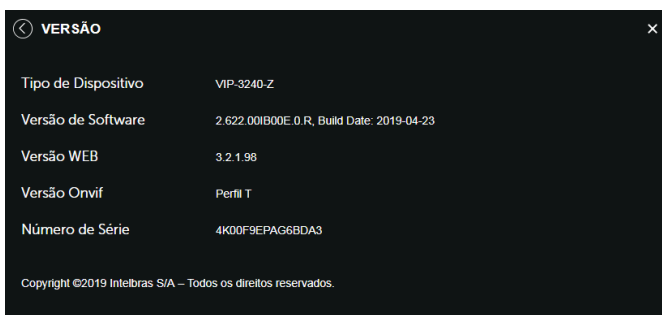 VERSÃO
Tipo de Dispositivo VIP-3240-Z
Versão de Software 2.622.00IB00E.0.R, Build Date: 2019-04-23
Versão WEB 3.2.1.98
Versão Onvif Perfil T
Número de Série 4K00F9EPAG6BDA3
Copyright ©2019 Intelbras S/A – Todos os direitos reservados.